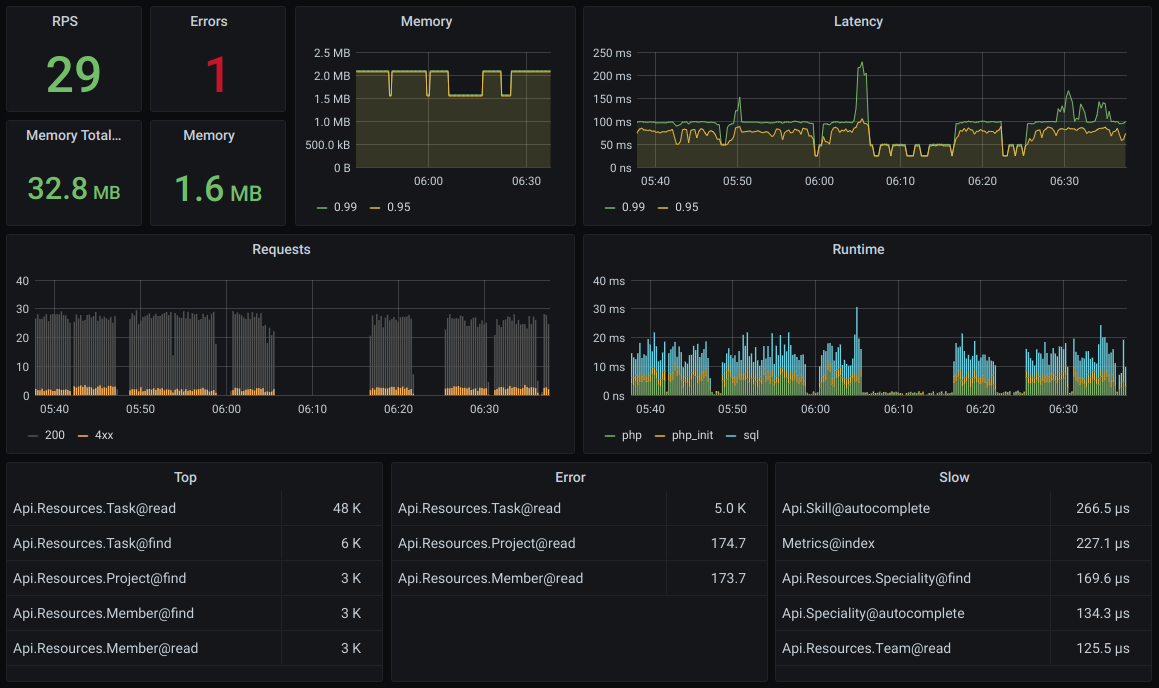 RPS
29
Errors
1
Memory Total...
32.8 MB
Memory
1.6 MB
Memory
2.5 MB
2.0 MB
1.5 MB
1.0 MB
500.0 kB
0 B
06:00 06:30
0.99 0.95
Latency
250 ms
200 ms
150 ms
100 ms
50 ms
0 ns
05:40 05:50 06:00 06:10 06:20 06:30
0.99 0.95
Requests
40
30
20
10
0
05:40 05:50 06:00 06:10 06:20 06:30
200 4xx
Runtime
40 ms
30 ms
20 ms
10 ms
0 ns
05:40 05:50 06:00 06:10 06:20 06:30
php php_init sql
Top
Api.Resources.Task@read 48 K
Api.Resources.Task@find 6 K
Api.Resources.Project@find 3 K
Api.Resources.Member@find 3 K
Api.Resources.Member@read 3 K
Error
Api.Resources.Task@read 5.0 K
Api.Resources.Project@read 174.7
Api.Resources.Member@read 173.7
Slow
Api.Skill@autocomplete 266.5 µs
Metrics@index 227.1 µs
Api.Resources.Speciality@find 169.6 µs
Api.Speciality@autocomplete 134.3 µs
Api.Resources.Team@read 125.5 µs